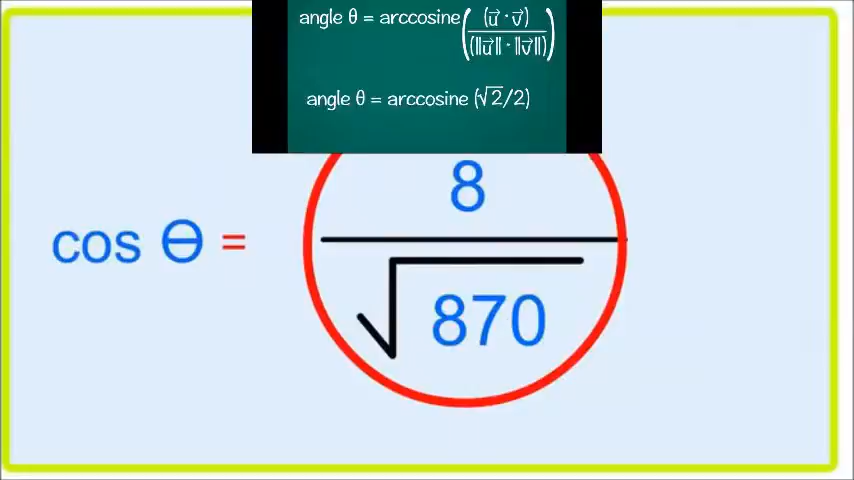 angle θ = arccosine( (u⃗ · v⃗) / (‖u⃗‖ · ‖v⃗‖) )
angle θ = arccosine (√2/2)
cos Θ = 8 / √870